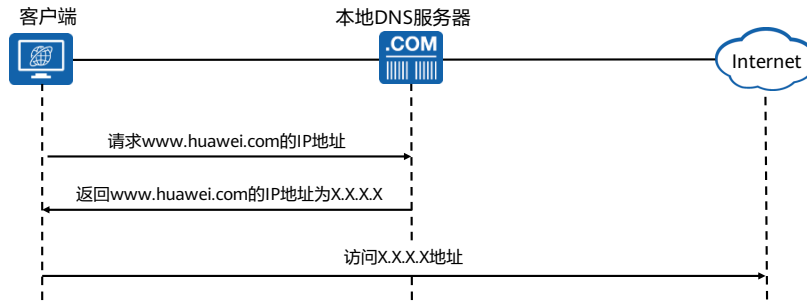 客户端
本地DNS服务器
.COM
Internet
请求www.huawei.com的IP地址
返回www.huawei.com的IP地址为X.X.X.X
访问X.X.X.X地址